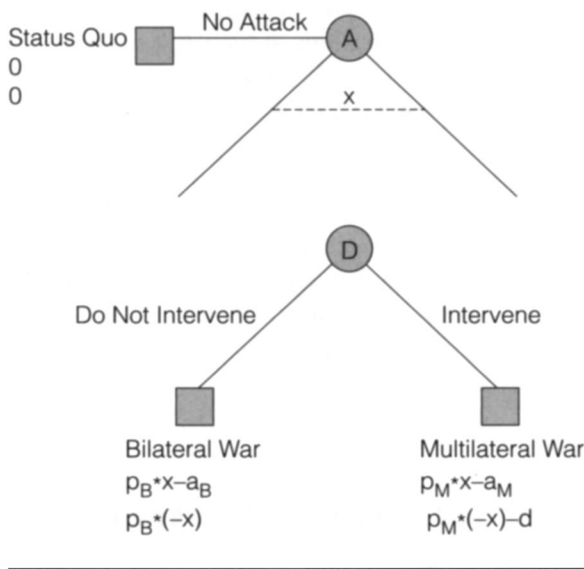 No Attack
Status Quo
A
0
0
x
D
Do Not Intervene
Intervene
Bilateral War
Multilateral War
p_B*x–a_B
p_M*x–a_M
p_B*(–x)
p_M*(–x)–d